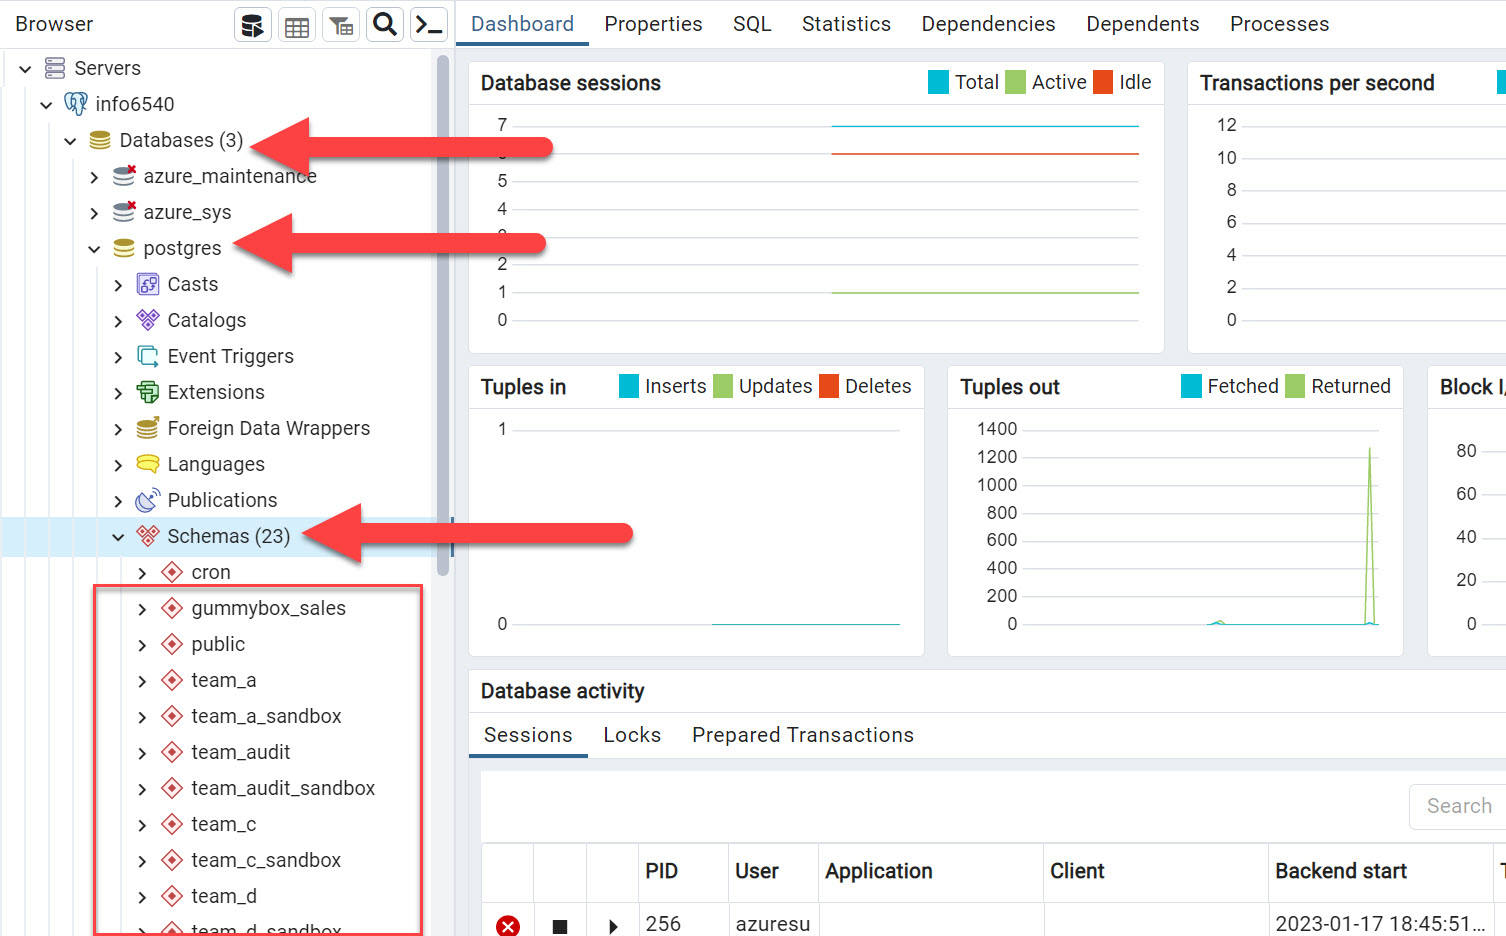 Browser
Servers
info6540
Databases (3)
azure_maintenance
azure_sys
postgres
Casts
Catalogs
Event Triggers
Extensions
Foreign Data Wrappers
Languages
Publications
Schemas (23)
cron
gummybox_sales
public
team_a
team_a_sandbox
team_audit
team_audit_sandbox
team_c
team_c_sandbox
team_d
team_d_sandbox
Dashboard Properties SQL Statistics Dependencies Dependents Processes
Database sessions Total Active Idle
7
5
4
2
1
0
Transactions per second
12
10
8
6
4
2
0
Tuples in Inserts Updates Deletes
1
0
Tuples out Fetched Returned
1400
1200
1000
800
600
400
200
0
Block I/
80
60
40
20
0
Database activity
Sessions Locks Prepared Transactions
Search
PID User Application Client Backend start
256 azuresu 2023-01-17 18:45:51...